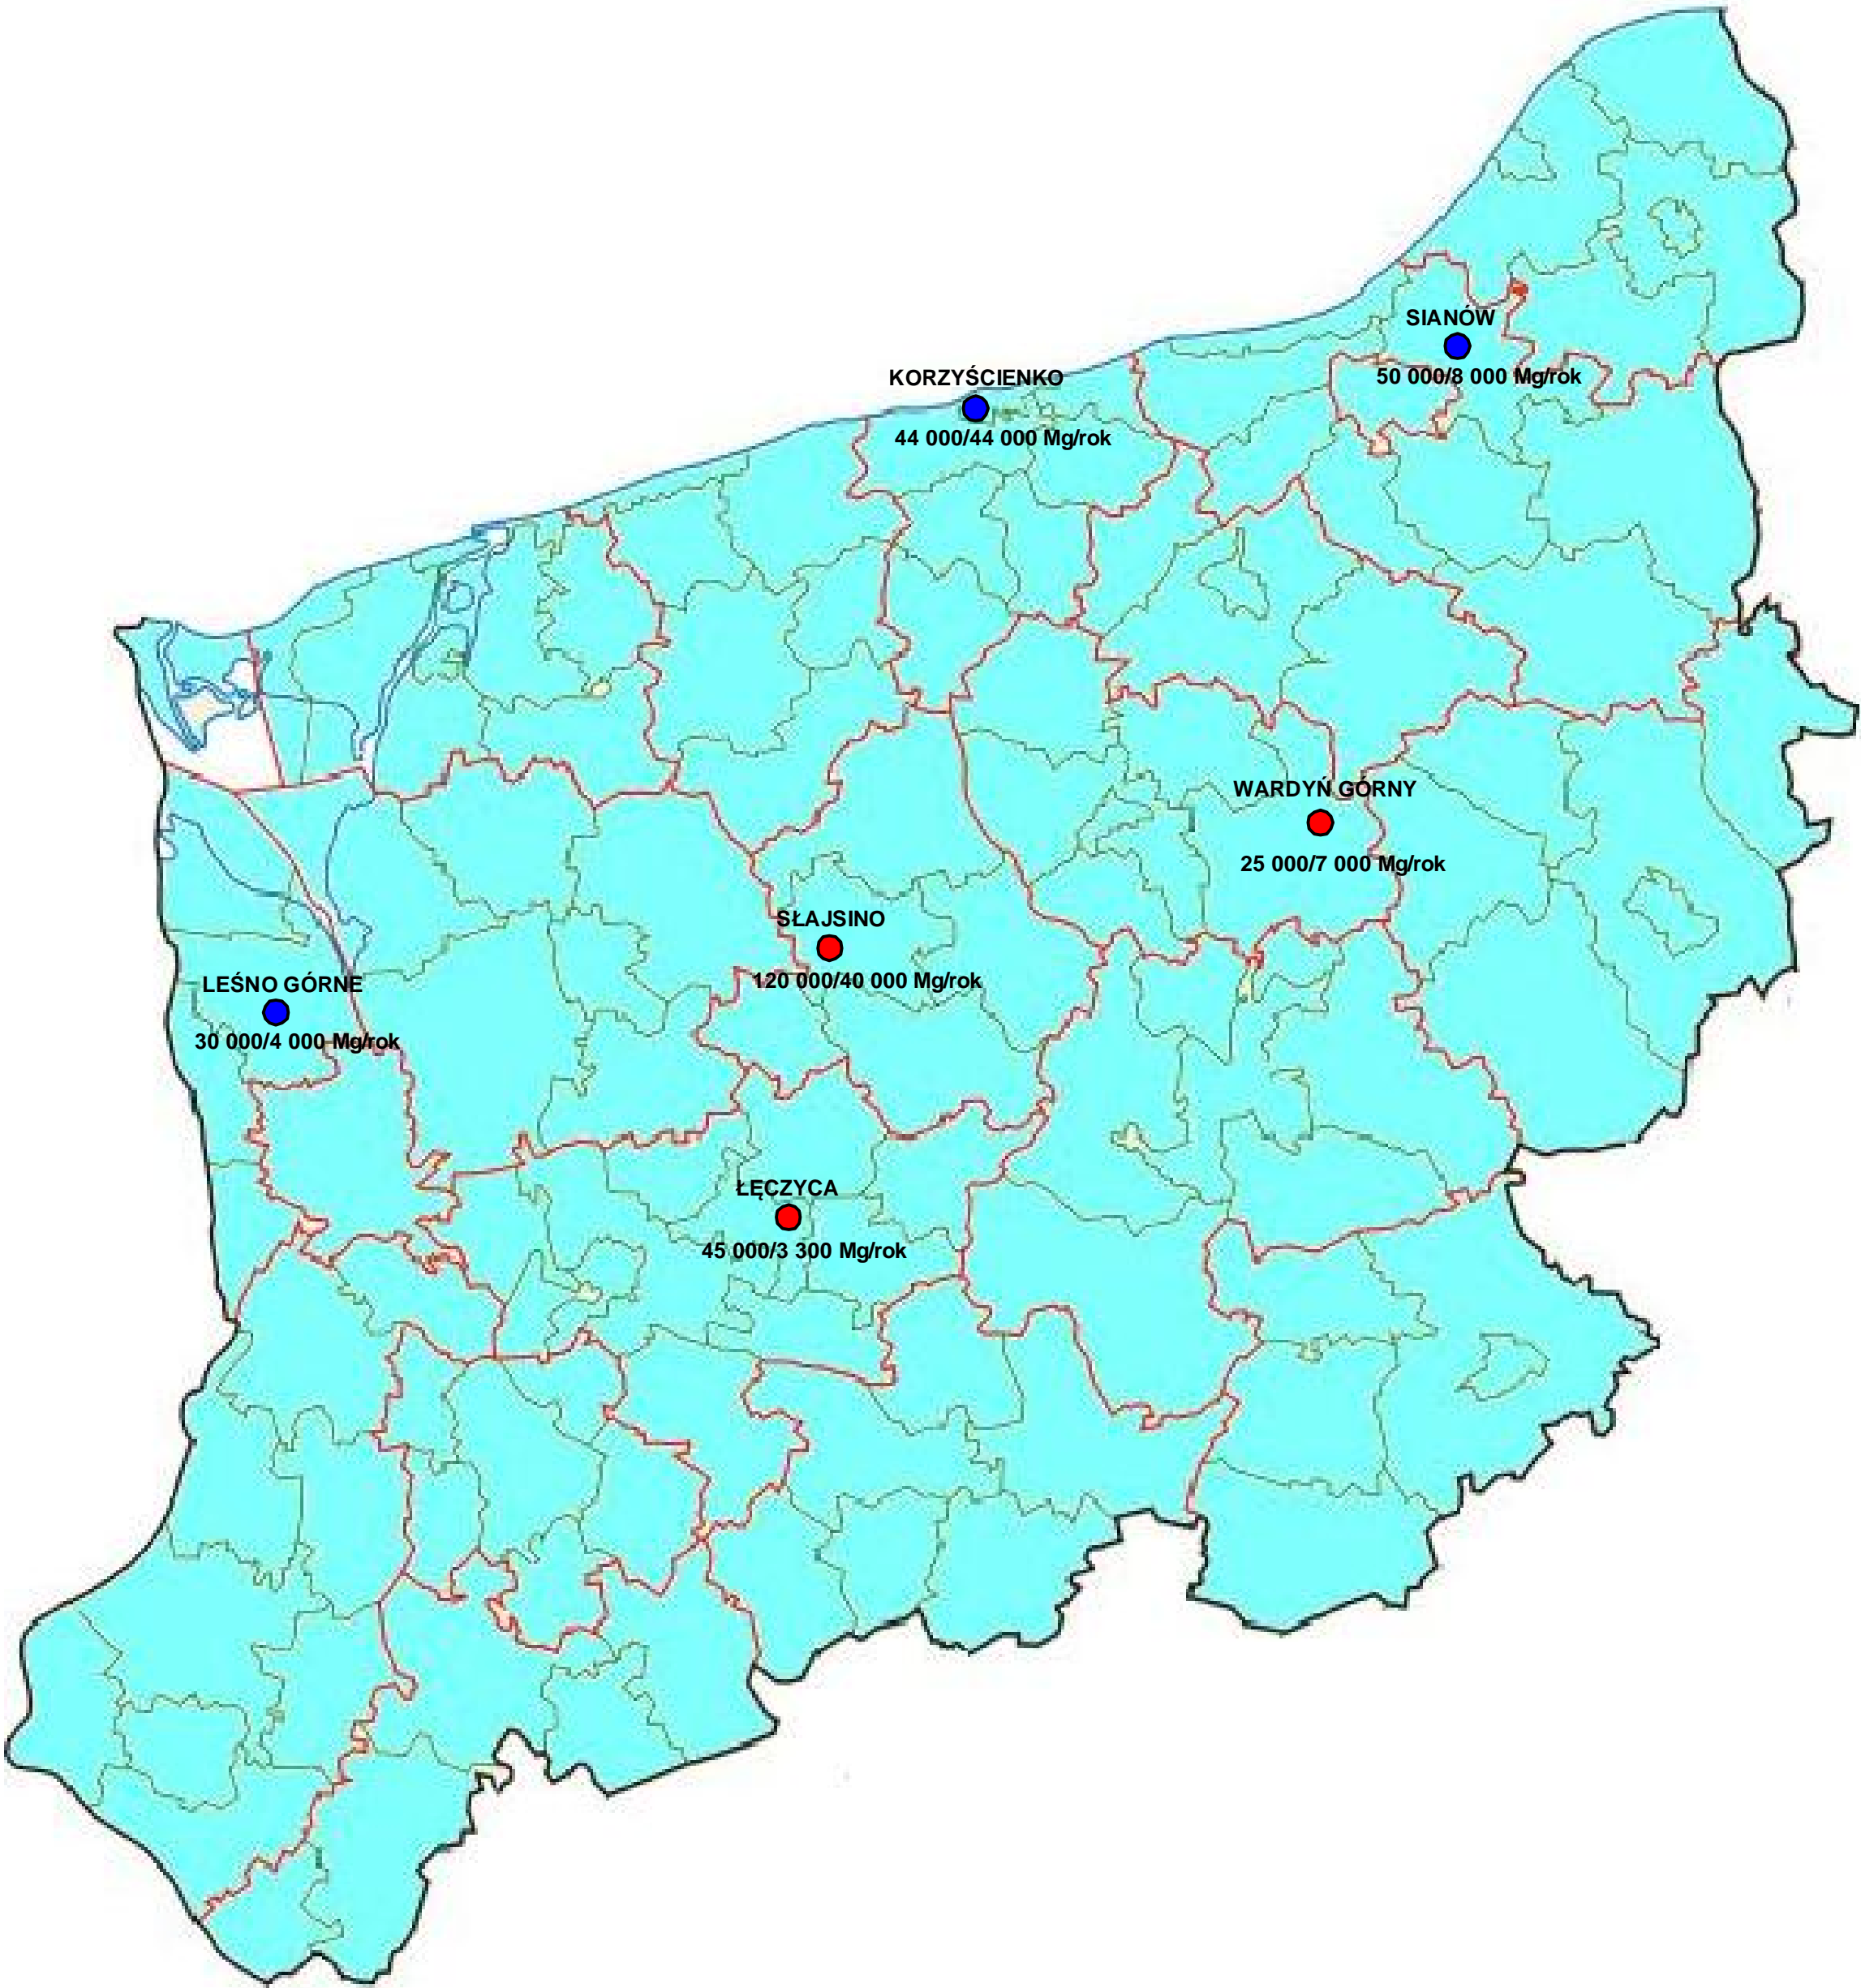 SIANÓW
50 000/8 000 Mg/rok
KORZYŚCIENKO
44 000/44 000 Mg/rok
WARDYŃ GÓRNY
25 000/7 000 Mg/rok
SŁAJSINO
120 000/40 000 Mg/rok
LEŚNO GÓRNE
30 000/4 000 Mg/rok
ŁĘCZYCA
45 000/3 300 Mg/rok